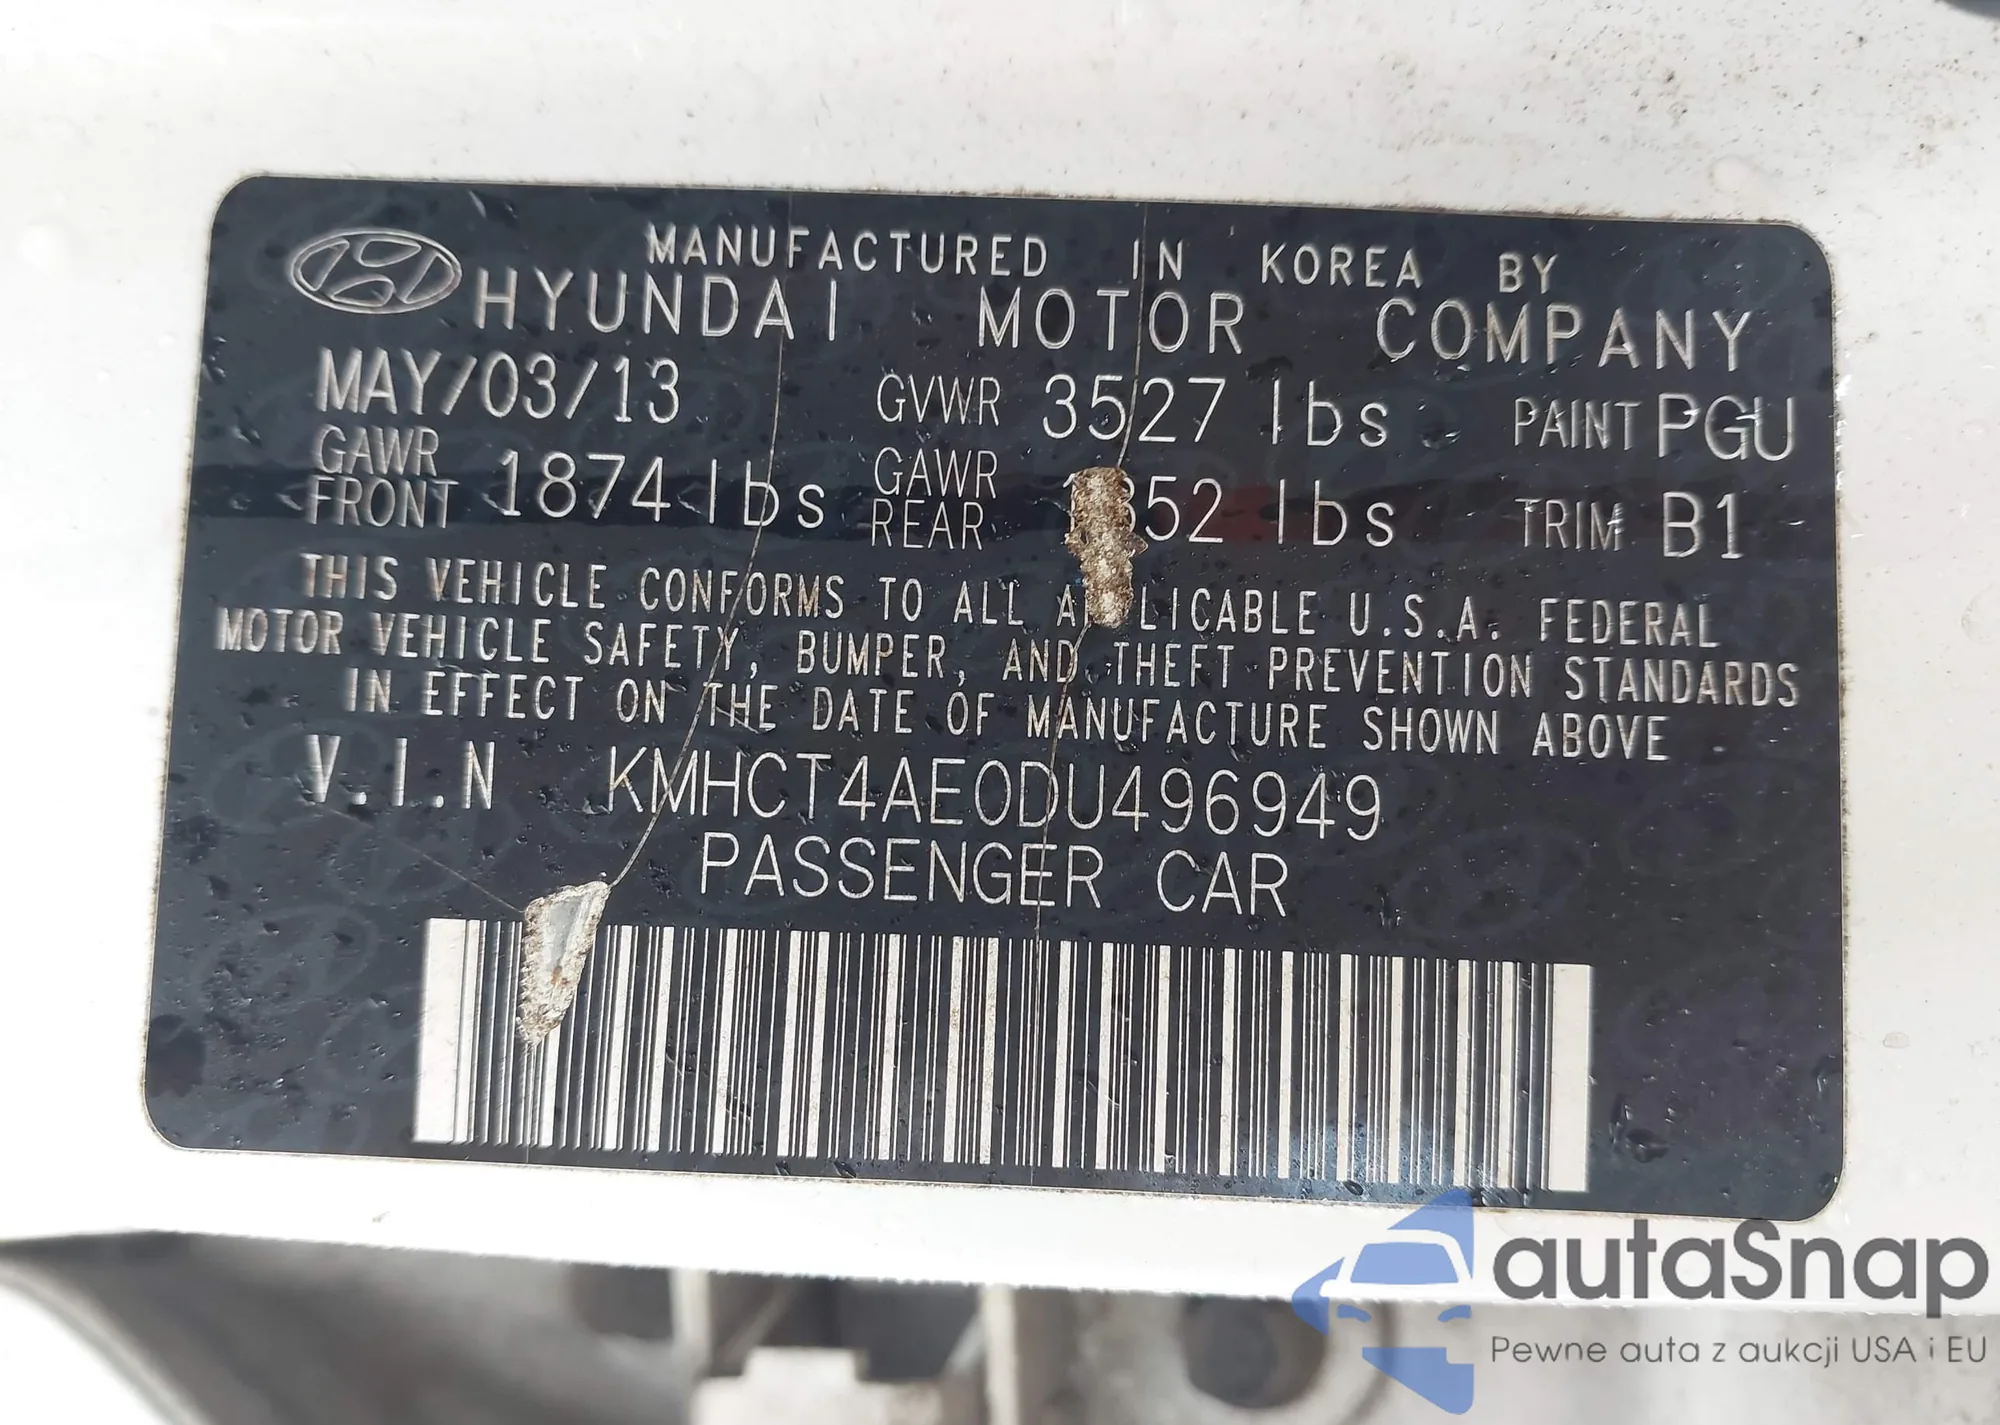 MANUFACTURED IN KOREA BY
HYUNDAI MOTOR COMPANY
MAY/03/13 GVWR 3527 lbs PAINT PGU
GAWR FRONT 1874 lbs GAWR REAR 52 lbs TRIM B1
THIS VEHICLE CONFORMS TO ALL A LICABLE U.S.A. FEDERAL
MOTOR VEHICLE SAFETY, BUMPER, AND THEFT PREVENTION STANDARDS
IN EFFECT ON THE DATE OF MANUFACTURE SHOWN ABOVE
V.I.N KMHCT4AE0DU496949
PASSENGER CAR
autaSnap
Pewne auta z aukcji USA i EU